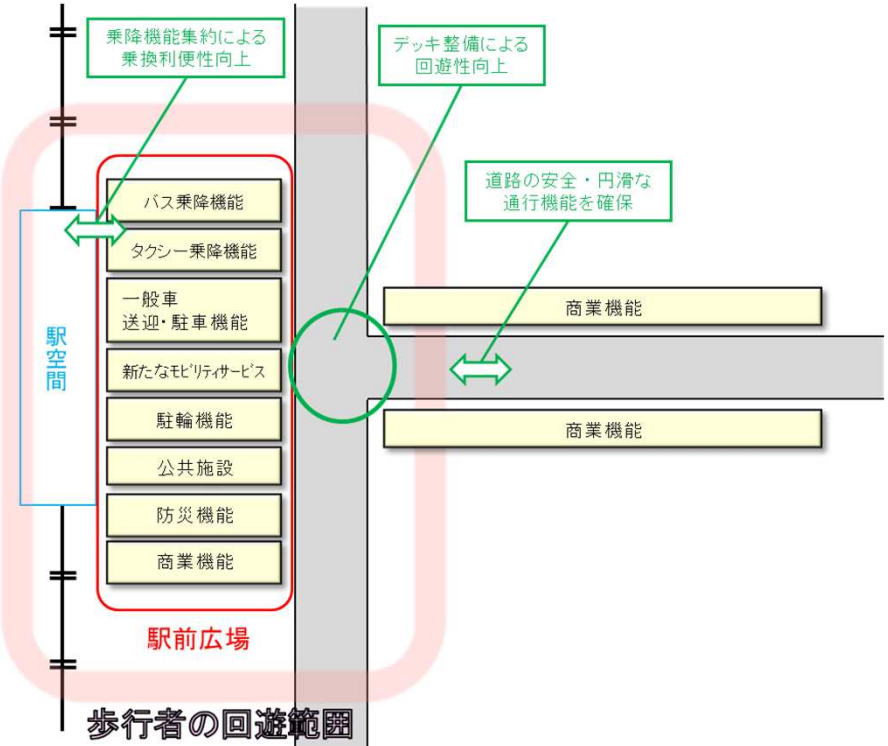 乗降機能集約による
乗換利便性向上
デッキ整備による
回遊性向上
道路の安全・円滑な
通行機能を確保
バス乗降機能
タクシー乗降機能
一般車
送迎・駐車機能
新たなモビリティサービス
駐輪機能
公共施設
防災機能
商業機能
駅空間
商業機能
商業機能
駅前広場
歩行者の回遊範囲